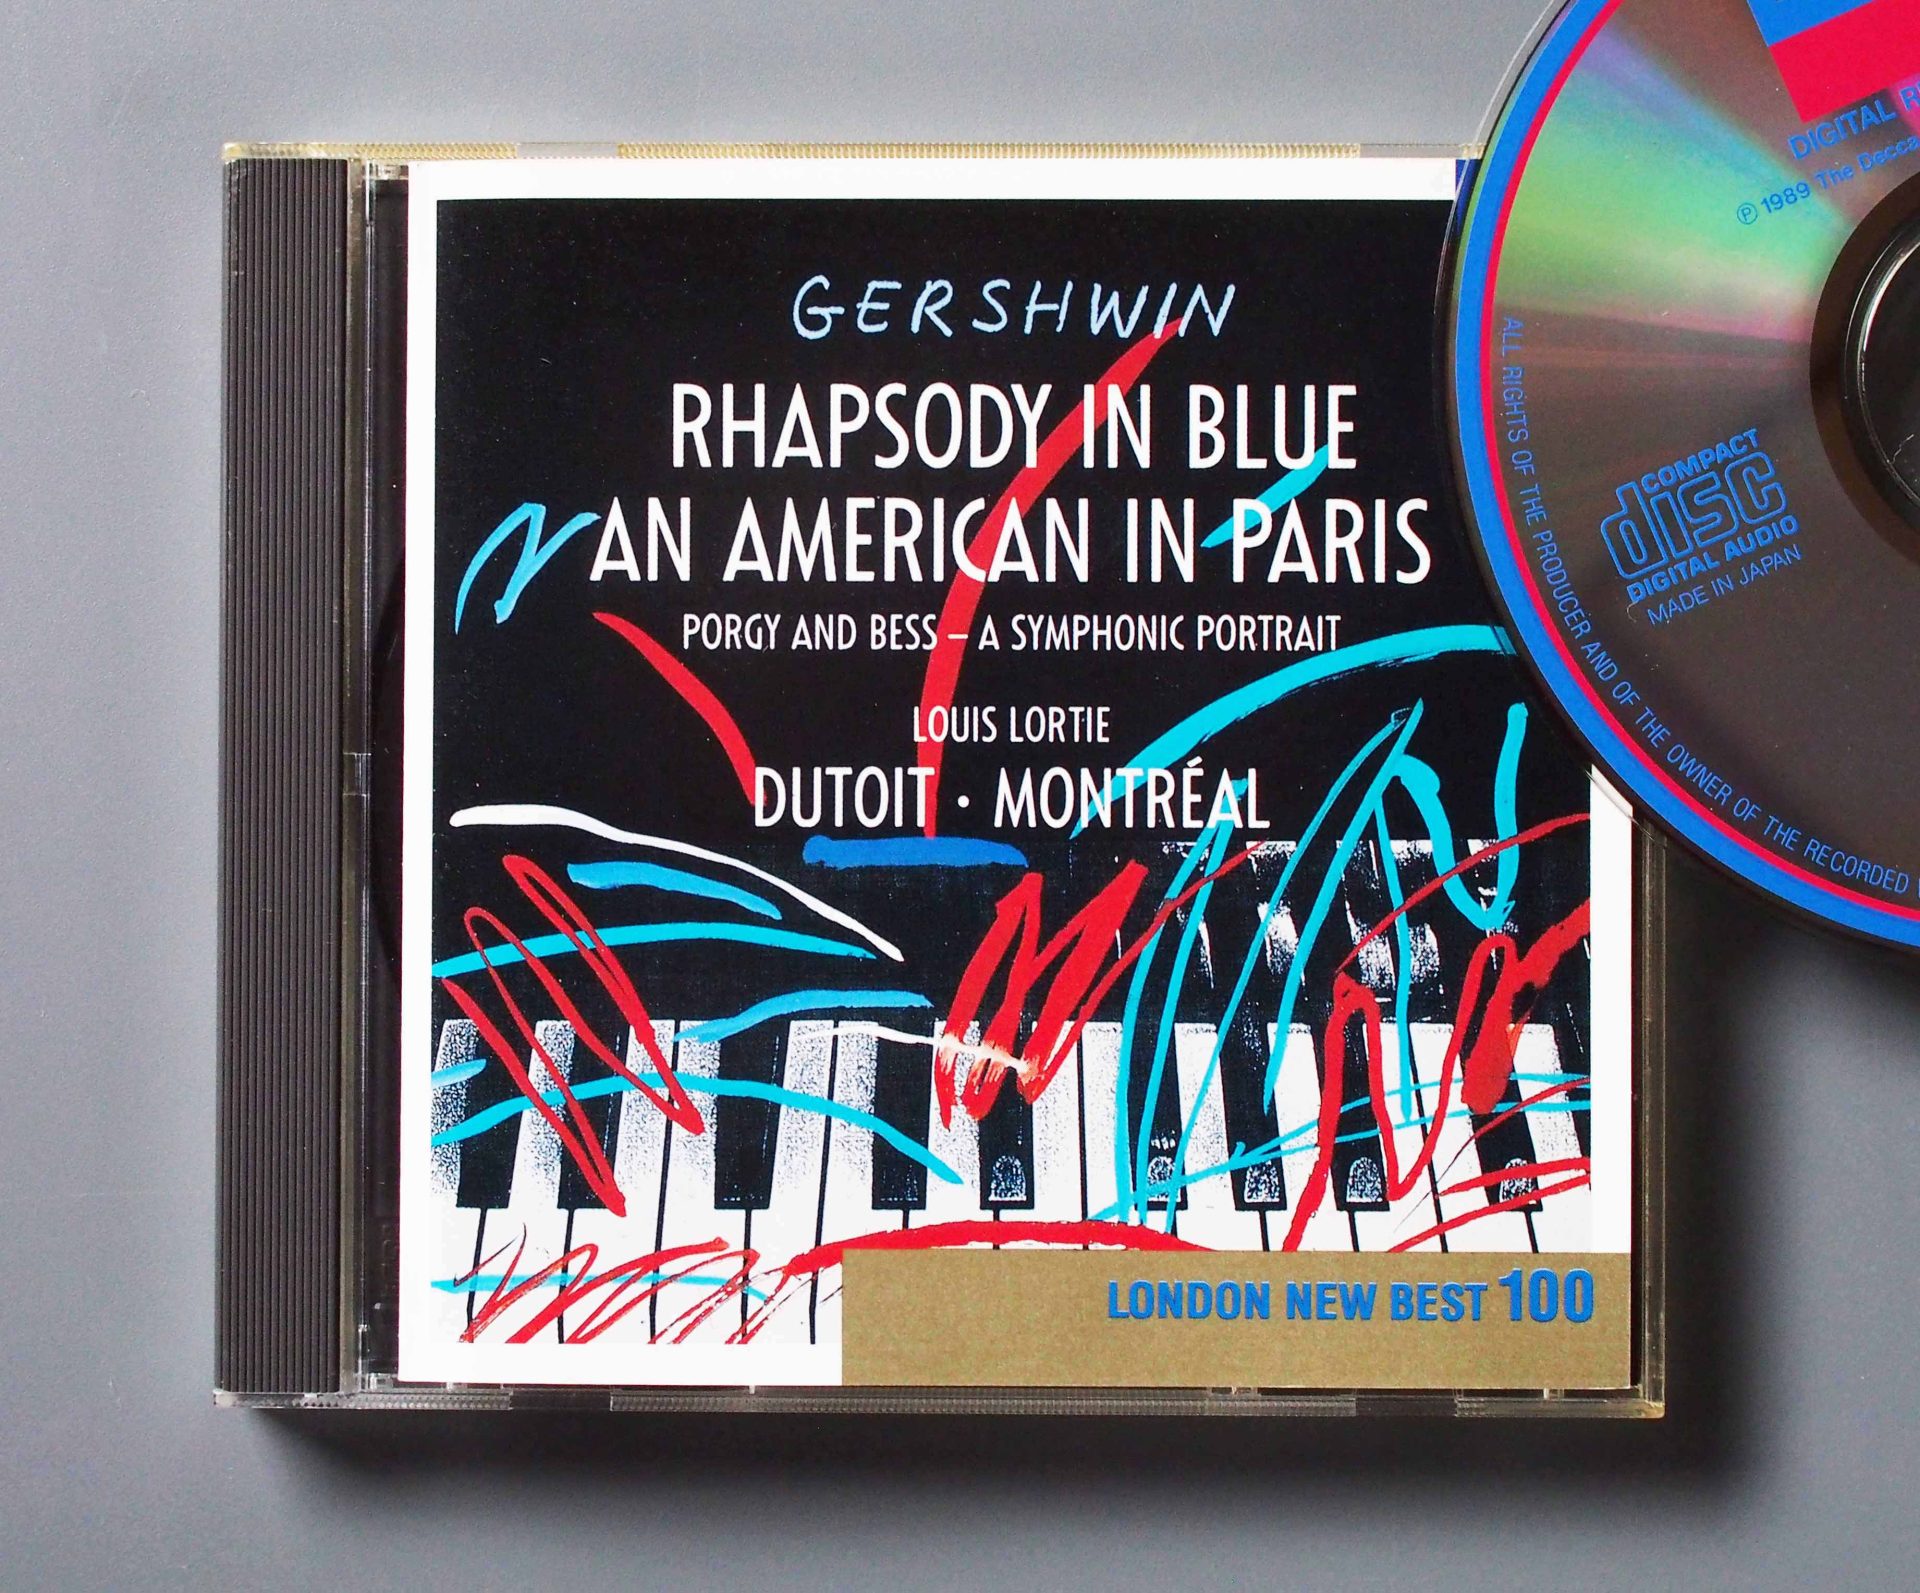 GERSHWIN
RHAPSODY IN BLUE
AN AMERICAN IN PARIS
PORGY AND BESS – A SYMPHONIC PORTRAIT
LOUIS LORTIE
DUTOIT • MONTRÉAL
LONDON NEW BEST 100
DIGITAL
℗ 1989 The Decca
COMPACT
disc
DIGITAL AUDIO
MADE IN JAPAN
ALL RIGHTS OF THE PRODUCER AND OF THE OWNER OF THE RECORDED